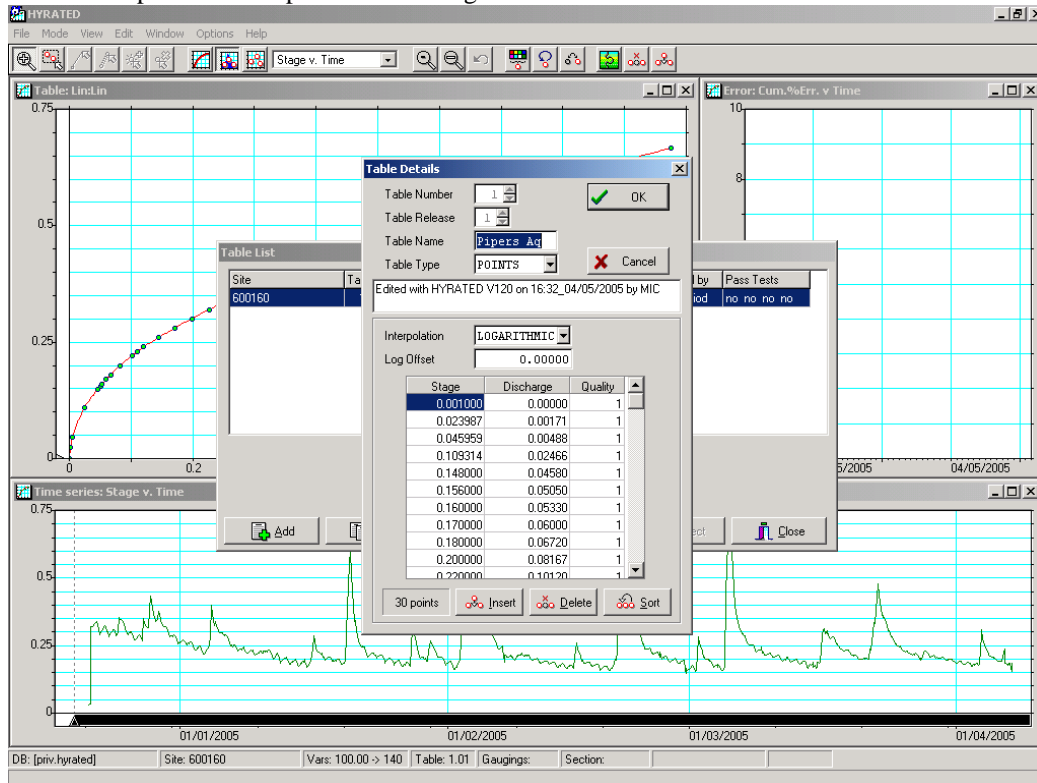 HYRATED
File Mode View Edit Window Options Help
Stage v. Time
Table: Lin:Lin
Error: Cum.%Err. v Time
0.75
0.5
0.25
0
0 0.2
10
8
5/2005 04/05/2005
Table List
Site Ta
600160
by Pass Tests
iod no no no no
Add
ect
Close
Table Details
Table Number 1
OK
Table Release 1
Table Name Pipers Aq
Table Type POINTS
Cancel
Edited with HYRATED V120 on 16:32_04/05/2005 by MIC
Interpolation LOGARITHMIC
Log Offset 0.00000
Stage Discharge Quality
0.001000 0.00000 1
0.023987 0.00171 1
0.045959 0.00488 1
0.109314 0.02466 1
0.148000 0.04580 1
0.156000 0.05050 1
0.160000 0.05330 1
0.170000 0.06000 1
0.180000 0.06720 1
0.200000 0.08167 1
0.220000 0.10120 1
30 points Insert Delete Sort
Time series: Stage v. Time
0.75
0.5
0.25
0
01/01/2005 01/02/2005 01/03/2005 01/04/2005
DB: [priv.hyrated] Site: 600160 Vars: 100.00 -> 140 Table: 1.01 Gaugings: Section: